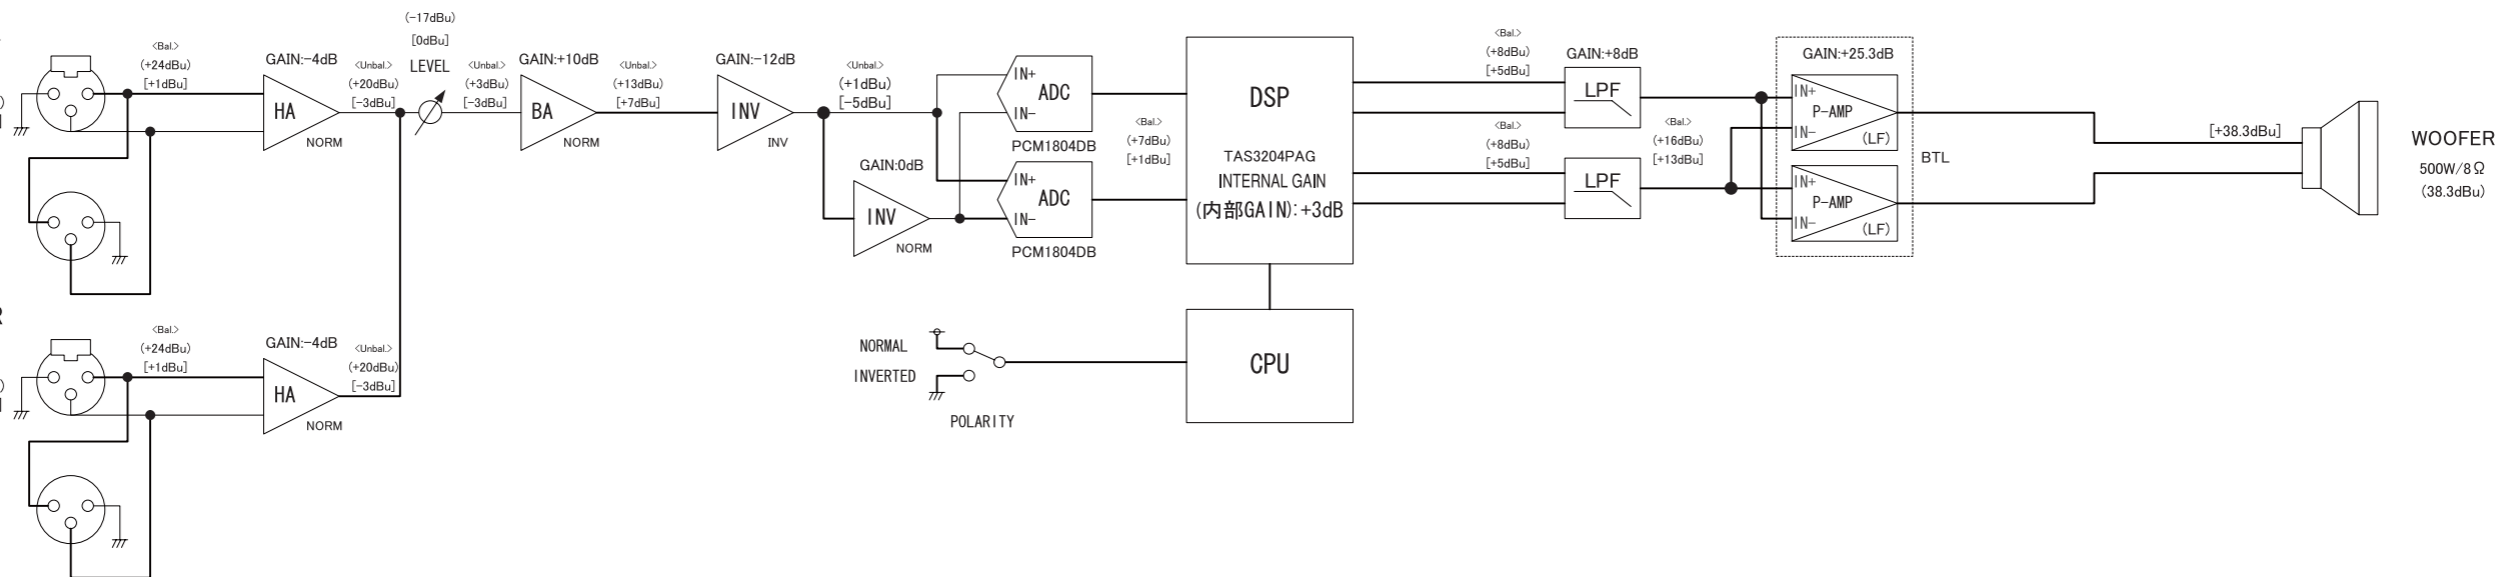 <Bal.>
(+24dBu)
[+1dBu]
GAIN:-4dB
HA
NORM
<Unbal.>
(+20dBu)
[-3dBu]
(-17dBu)
[0dBu]
LEVEL
<Unbal.>
(+3dBu)
[-3dBu]
GAIN:+10dB
BA
NORM
<Unbal.>
(+13dBu)
[+7dBu]
GAIN:-12dB
INV
INV
<Unbal.>
(+1dBu)
[-5dBu]
GAIN:0dB
INV
NORM
IN+
IN-
ADC
PCM1804DB
IN+
IN-
ADC
PCM1804DB
<Bal.>
(+7dBu)
[+1dBu]
DSP
TAS3204PAG
INTERNAL GAIN
(内部GAIN):+3dB
<Bal.>
(+8dBu)
[+5dBu]
<Bal.>
(+8dBu)
[+5dBu]
GAIN:+8dB
LPF
LPF
<Bal.>
(+16dBu)
[+13dBu]
GAIN:+25.3dB
IN+
IN-
P-AMP
(LF)
IN+
IN-
P-AMP
(LF)
BTL
[+38.3dBu]
WOOFER
500W/8Ω
(38.3dBu)
R
<Bal.>
(+24dBu)
[+1dBu]
GAIN:-4dB
HA
NORM
<Unbal.>
(+20dBu)
[-3dBu]
NORMAL
INVERTED
POLARITY
CPU